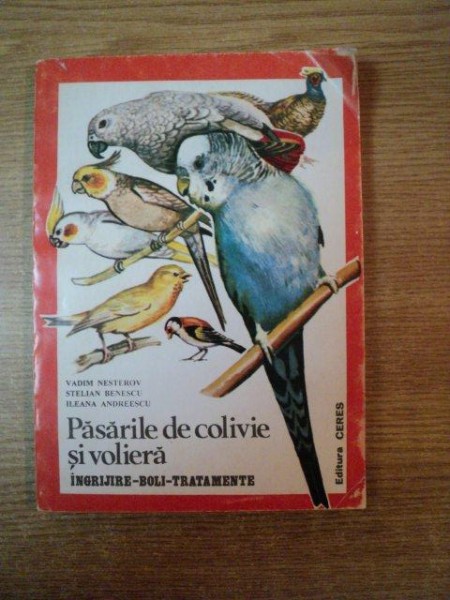 VADIM NESTEROV
STELIAN BENESCU
ILEANA ANDREESCU
Păsările de colivie
și volieră
ÎNGRIJIRE-BOLI-TRATAMENTE
Editura CERES